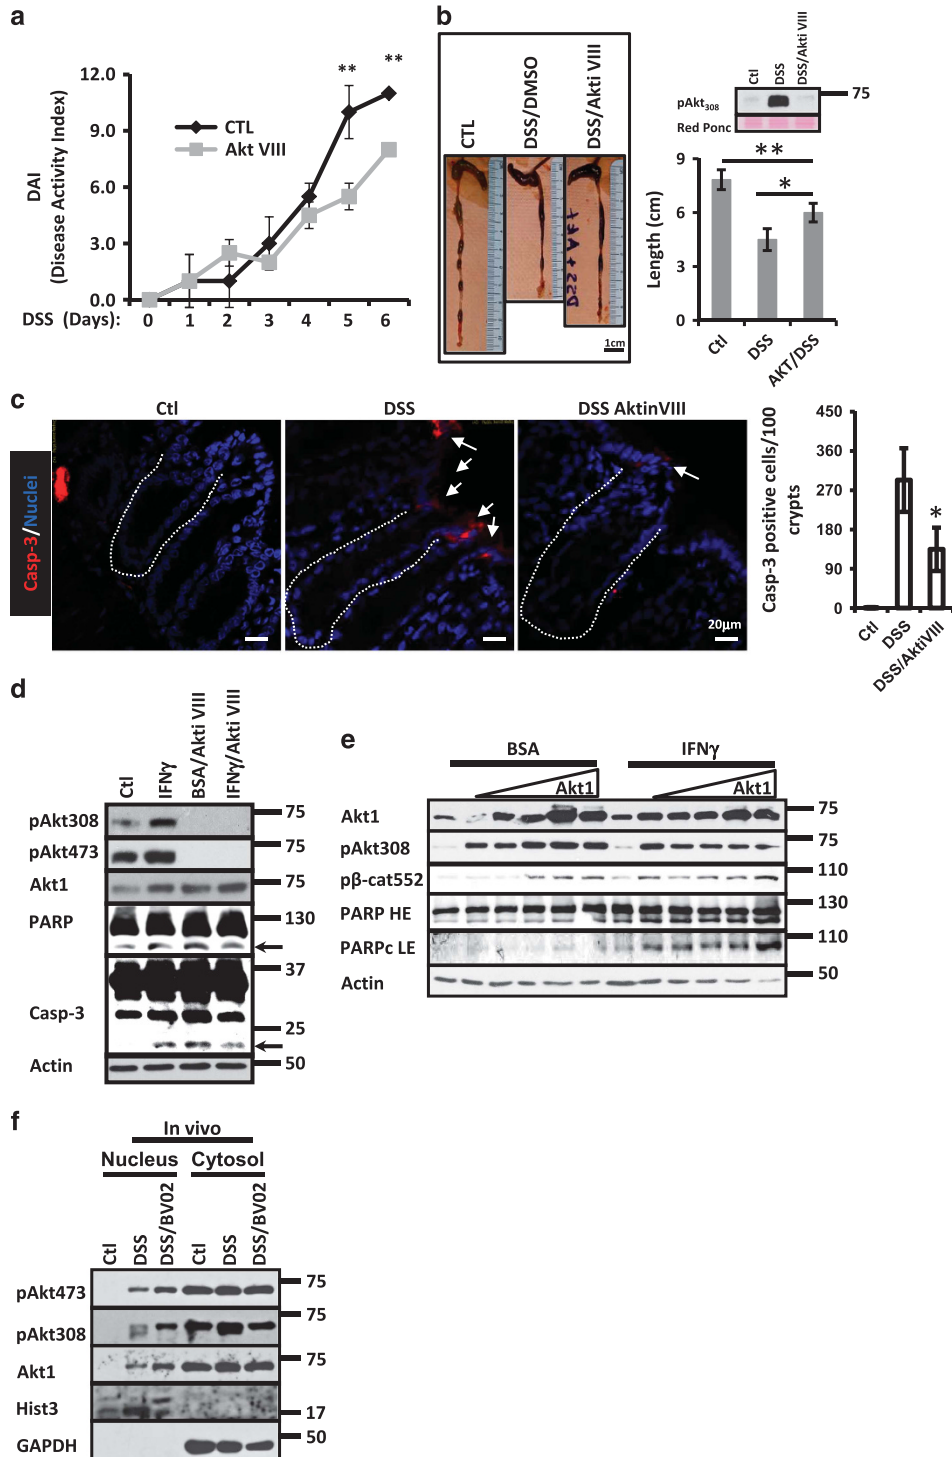 a
DAI
(Disease Activity Index)
12.0
9.0
6.0
3.0
0.0
CTL
Akt VIII
**
**
DSS (Days):
0 1 2 3 4 5 6
b
CTL
DSS/DMSO
DSS/Akti VIII
DSS + AKT
1cm
Ctl
DSS
DSS/Akti VIII
pAkt308
75
Red Ponc
Length (cm)
9
6
3
0
**
*
Ctl
DSS
AKT/DSS
c
Casp-3/Nuclei
Ctl
DSS
DSS AktinVIII
20µm
Casp-3 positive cells/100
crypts
450
360
270
180
90
0
*
Ctl
DSS
DSS/AktiVIII
d
Ctl
IFNγ
BSA/Akti VIII
IFNγ/Akti VIII
pAkt308
75
pAkt473
75
Akt1
75
PARP
130
37
Casp-3
25
Actin
50
e
BSA
IFNγ
Akt1
Akt1
Akt1
75
pAkt308
75
pβ-cat552
110
PARP HE
130
PARPc LE
110
Actin
50
f
In vivo
Nucleus Cytosol
Ctl
DSS
DSS/BV02
Ctl
DSS
DSS/BV02
pAkt473
75
pAkt308
75
Akt1
75
Hist3
17
GAPDH
50